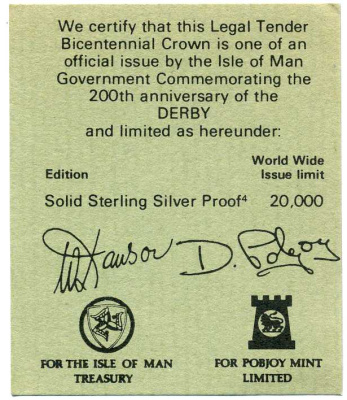 We certify that this Legal Tender
Bicentennial Crown is one of an
official issue by the Isle of Man
Government Commemorating the
200th anniversary of the
DERBY
and limited as hereunder:
World Wide
Edition Issue limit
Solid Sterling Silver Proof⁴ 20,000
D. Pobjoy
FOR THE ISLE OF MAN
TREASURY
FOR POBJOY MINT
LIMITED